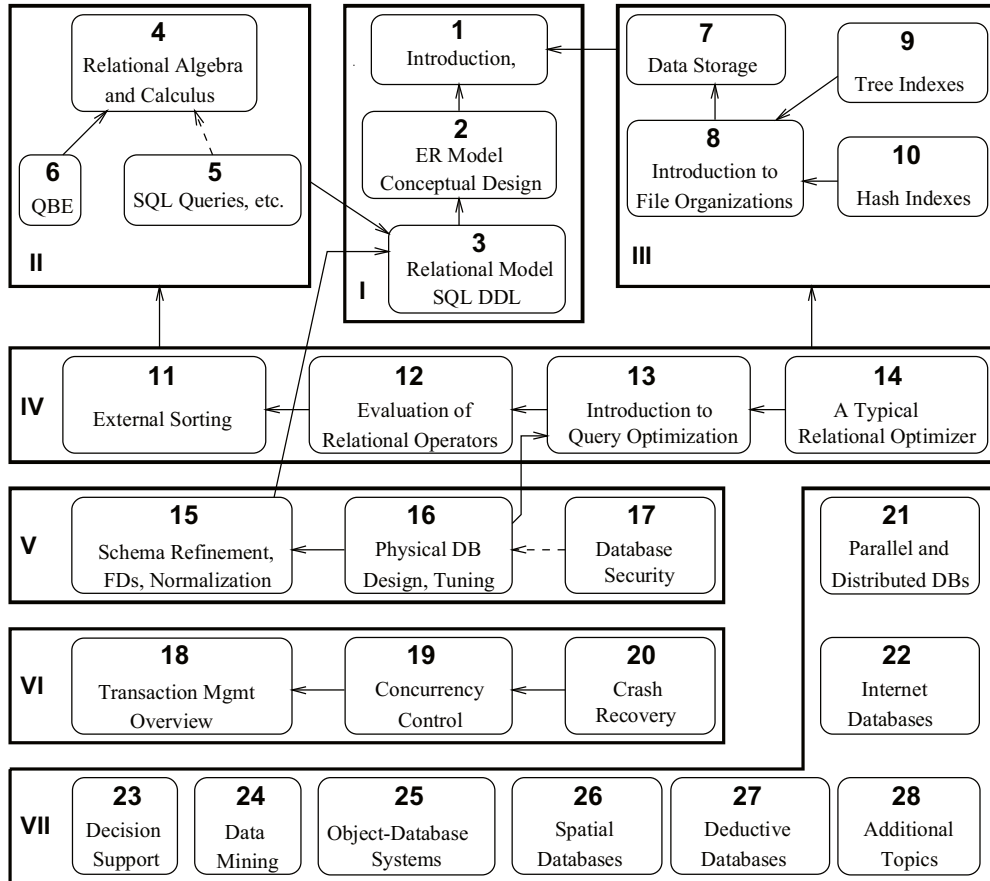 4
Relational Algebra
and Calculus
6
QBE
5
SQL Queries, etc.
II
1
Introduction,
2
ER Model
Conceptual Design
3
Relational Model
SQL DDL
I
7
Data Storage
9
Tree Indexes
8
Introduction to
File Organizations
10
Hash Indexes
III
IV
11
External Sorting
12
Evaluation of
Relational Operators
13
Introduction to
Query Optimization
14
A Typical
Relational Optimizer
V
15
Schema Refinement,
FDs, Normalization
16
Physical DB
Design, Tuning
17
Database
Security
VI
18
Transaction Mgmt
Overview
19
Concurrency
Control
20
Crash
Recovery
21
Parallel and
Distributed DBs
22
Internet
Databases
VII
23
Decision
Support
24
Data
Mining
25
Object-Database
Systems
26
Spatial
Databases
27
Deductive
Databases
28
Additional
Topics